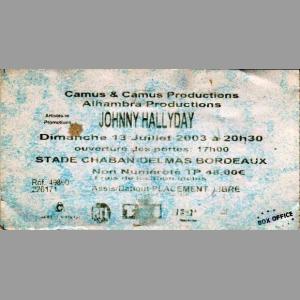 Camus & Camus Productions
Alhambra Productions
JOHNNY HALLYDAY
Dimanche 13 Juillet 2003 à 20h30
ouverture des portes: 17h00
STADE CHABAN DELMAS BORDEAUX
Non Numéroté TP 48,00€
Assis/Debout PLACEMENT LIBRE
BOX OFFICE